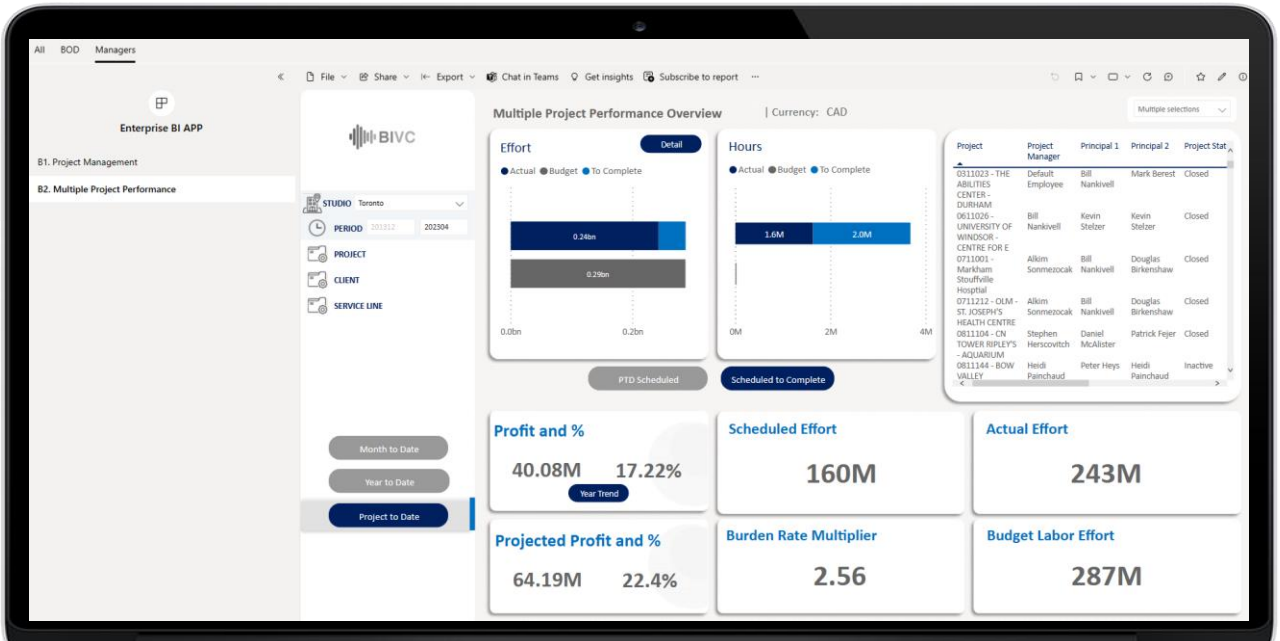 All BOD Managers
File Share Export Chat in Teams Get insights Subscribe to report ...
Enterprise BI APP
B1. Project Management
B2. Multiple Project Performance
BIVC
STUDIO Toronto
PERIOD 201312 202304
PROJECT
CLIENT
SERVICE LINE
Month to Date
Year to Date
Project to Date
Multiple Project Performance Overview | Currency: CAD
Multiple selections
Effort
Detail
Actual Budget To Complete
0.24bn
0.29bn
0.0bn 0.2bn
Hours
Actual Budget To Complete
1.6M 2.0M
0M 2M 4M
PTD Scheduled
Scheduled to Complete
Project Project Manager Principal 1 Principal 2 Project Stat
0311023 - THE Default Bill Mark Berest Closed
ABILITIES Employee Nankivell
CENTER -
DURHAM
0611026 - Bill Kevin Kevin Closed
UNIVERSITY OF Nankivell Stelzer Stelzer
WINDSOR -
CENTRE FOR E
0711001 - Alkim Bill Douglas Closed
Markham Sonmezocak Nankivell Birkenshaw
Stouffville
Hosptial
0711212 - OLM - Alkim Bill Douglas Closed
ST. JOSEPH'S Sonmezocak Nankivell Birkenshaw
HEALTH CENTRE
0811104 - CN Stephen Daniel Patrick Fejer Closed
TOWER RIPLEY'S Herscovitch McAlister
- AQUARIUM
0811144 - BOW Heidi Peter Heys Heidi Inactive
VALLEY Painchaud Painchaud
Profit and %
40.08M 17.22%
Year Trend
Scheduled Effort
160M
Actual Effort
243M
Projected Profit and %
64.19M 22.4%
Burden Rate Multiplier
2.56
Budget Labor Effort
287M